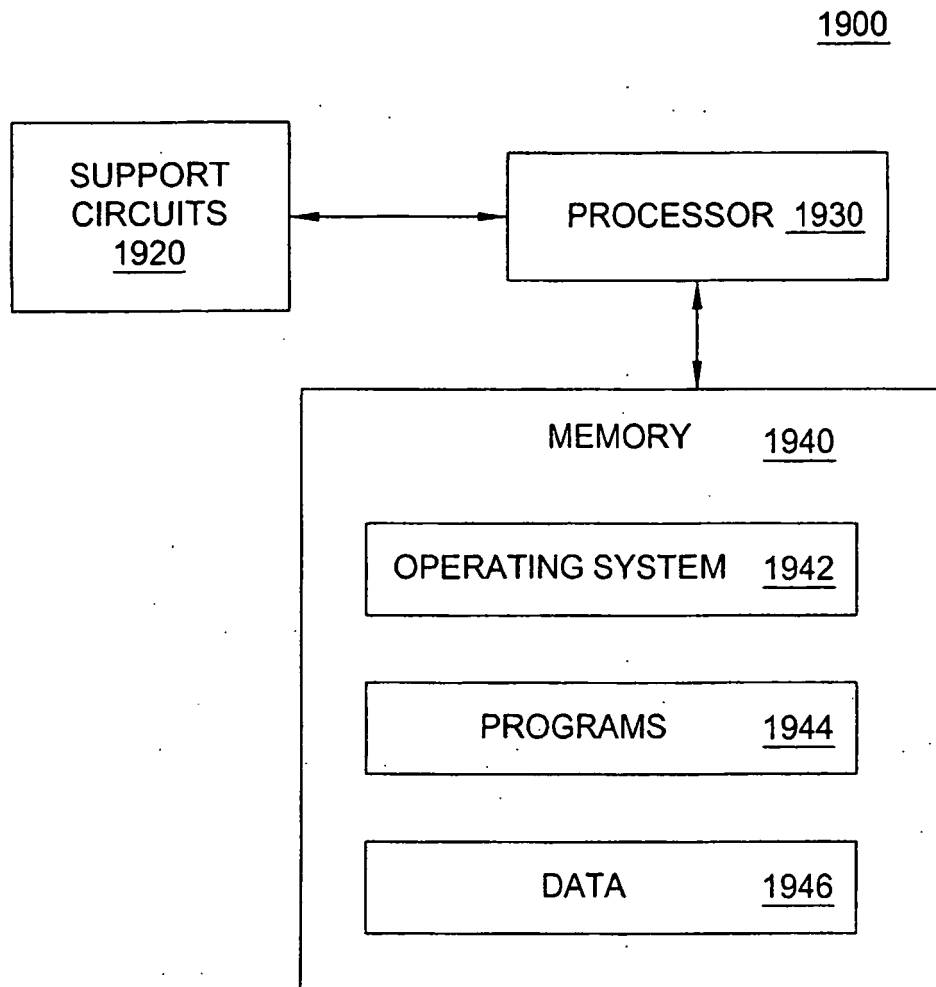 1900
SUPPORT
CIRCUITS
1920
PROCESSOR 1930
MEMORY 1940
OPERATING SYSTEM 1942
PROGRAMS 1944
DATA 1946